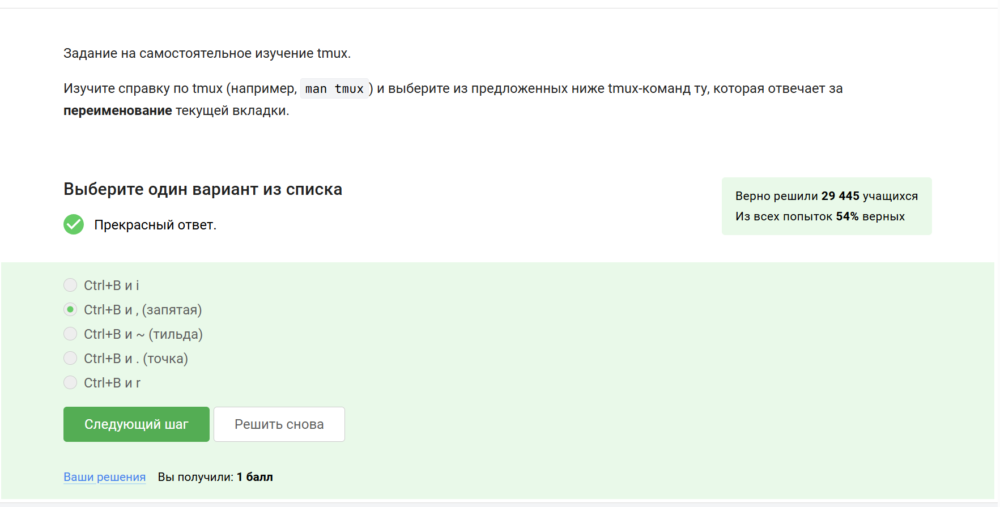 Задание на самостоятельное изучение tmux.
Изучите справку по tmux (например, man tmux ) и выберите из предложенных ниже tmux-команд ту, которая отвечает за
переименование текущей вкладки.
Выберите один вариант из списка
Прекрасный ответ.
Верно решили 29 445 учащихся
Из всех попыток 54% верных
Ctrl+B и i
Ctrl+B и , (запятая)
Ctrl+B и ~ (тильда)
Ctrl+B и . (точка)
Ctrl+B и r
Следующий шаг
Решить снова
Ваши решения Вы получили: 1 балл